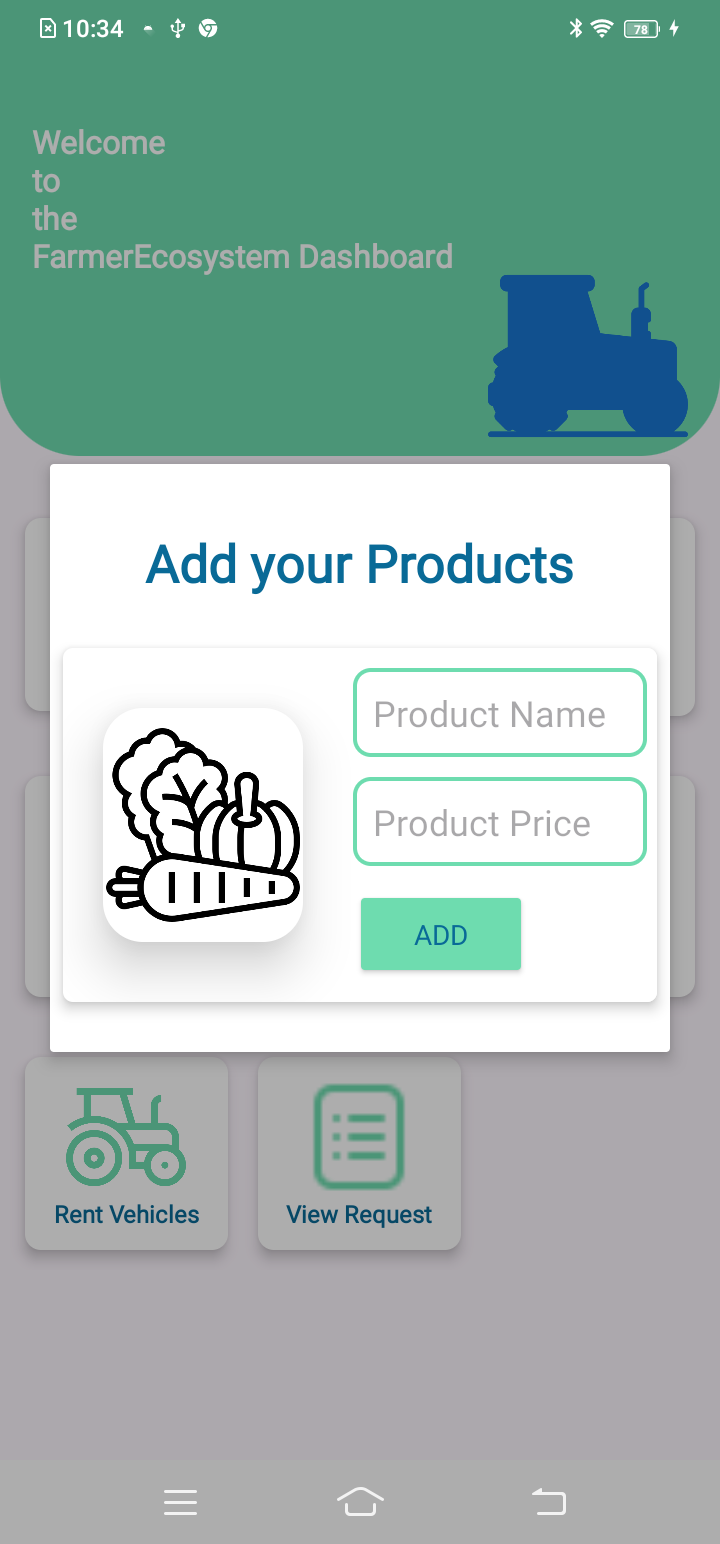 10:34
78
Welcome
to
the
FarmerEcosystem Dashboard
Add your Products
Product Name
Product Price
ADD
Rent Vehicles
View Request